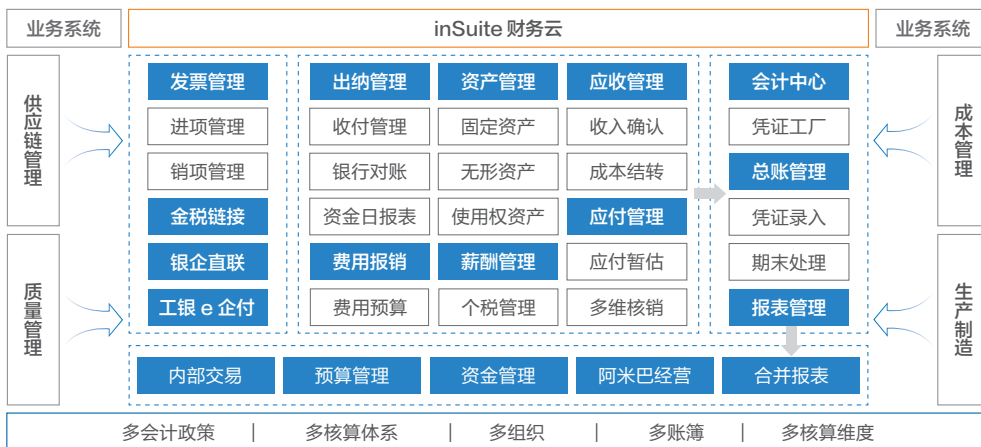 业务系统
inSuite 财务云
业务系统
供应链管理
质量管理
发票管理
进项管理
销项管理
金税链接
银企直联
工银 e 企付
出纳管理
收付管理
银行对账
资金日报表
费用报销
费用预算
资产管理
固定资产
无形资产
使用权资产
薪酬管理
个税管理
应收管理
收入确认
成本结转
应付管理
应付暂估
多维核销
会计中心
凭证工厂
总账管理
凭证录入
期末处理
报表管理
成本管理
生产制造
内部交易
预算管理
资金管理
阿米巴经营
合并报表
多会计政策 | 多核算体系 | 多组织 | 多账簿 | 多核算维度